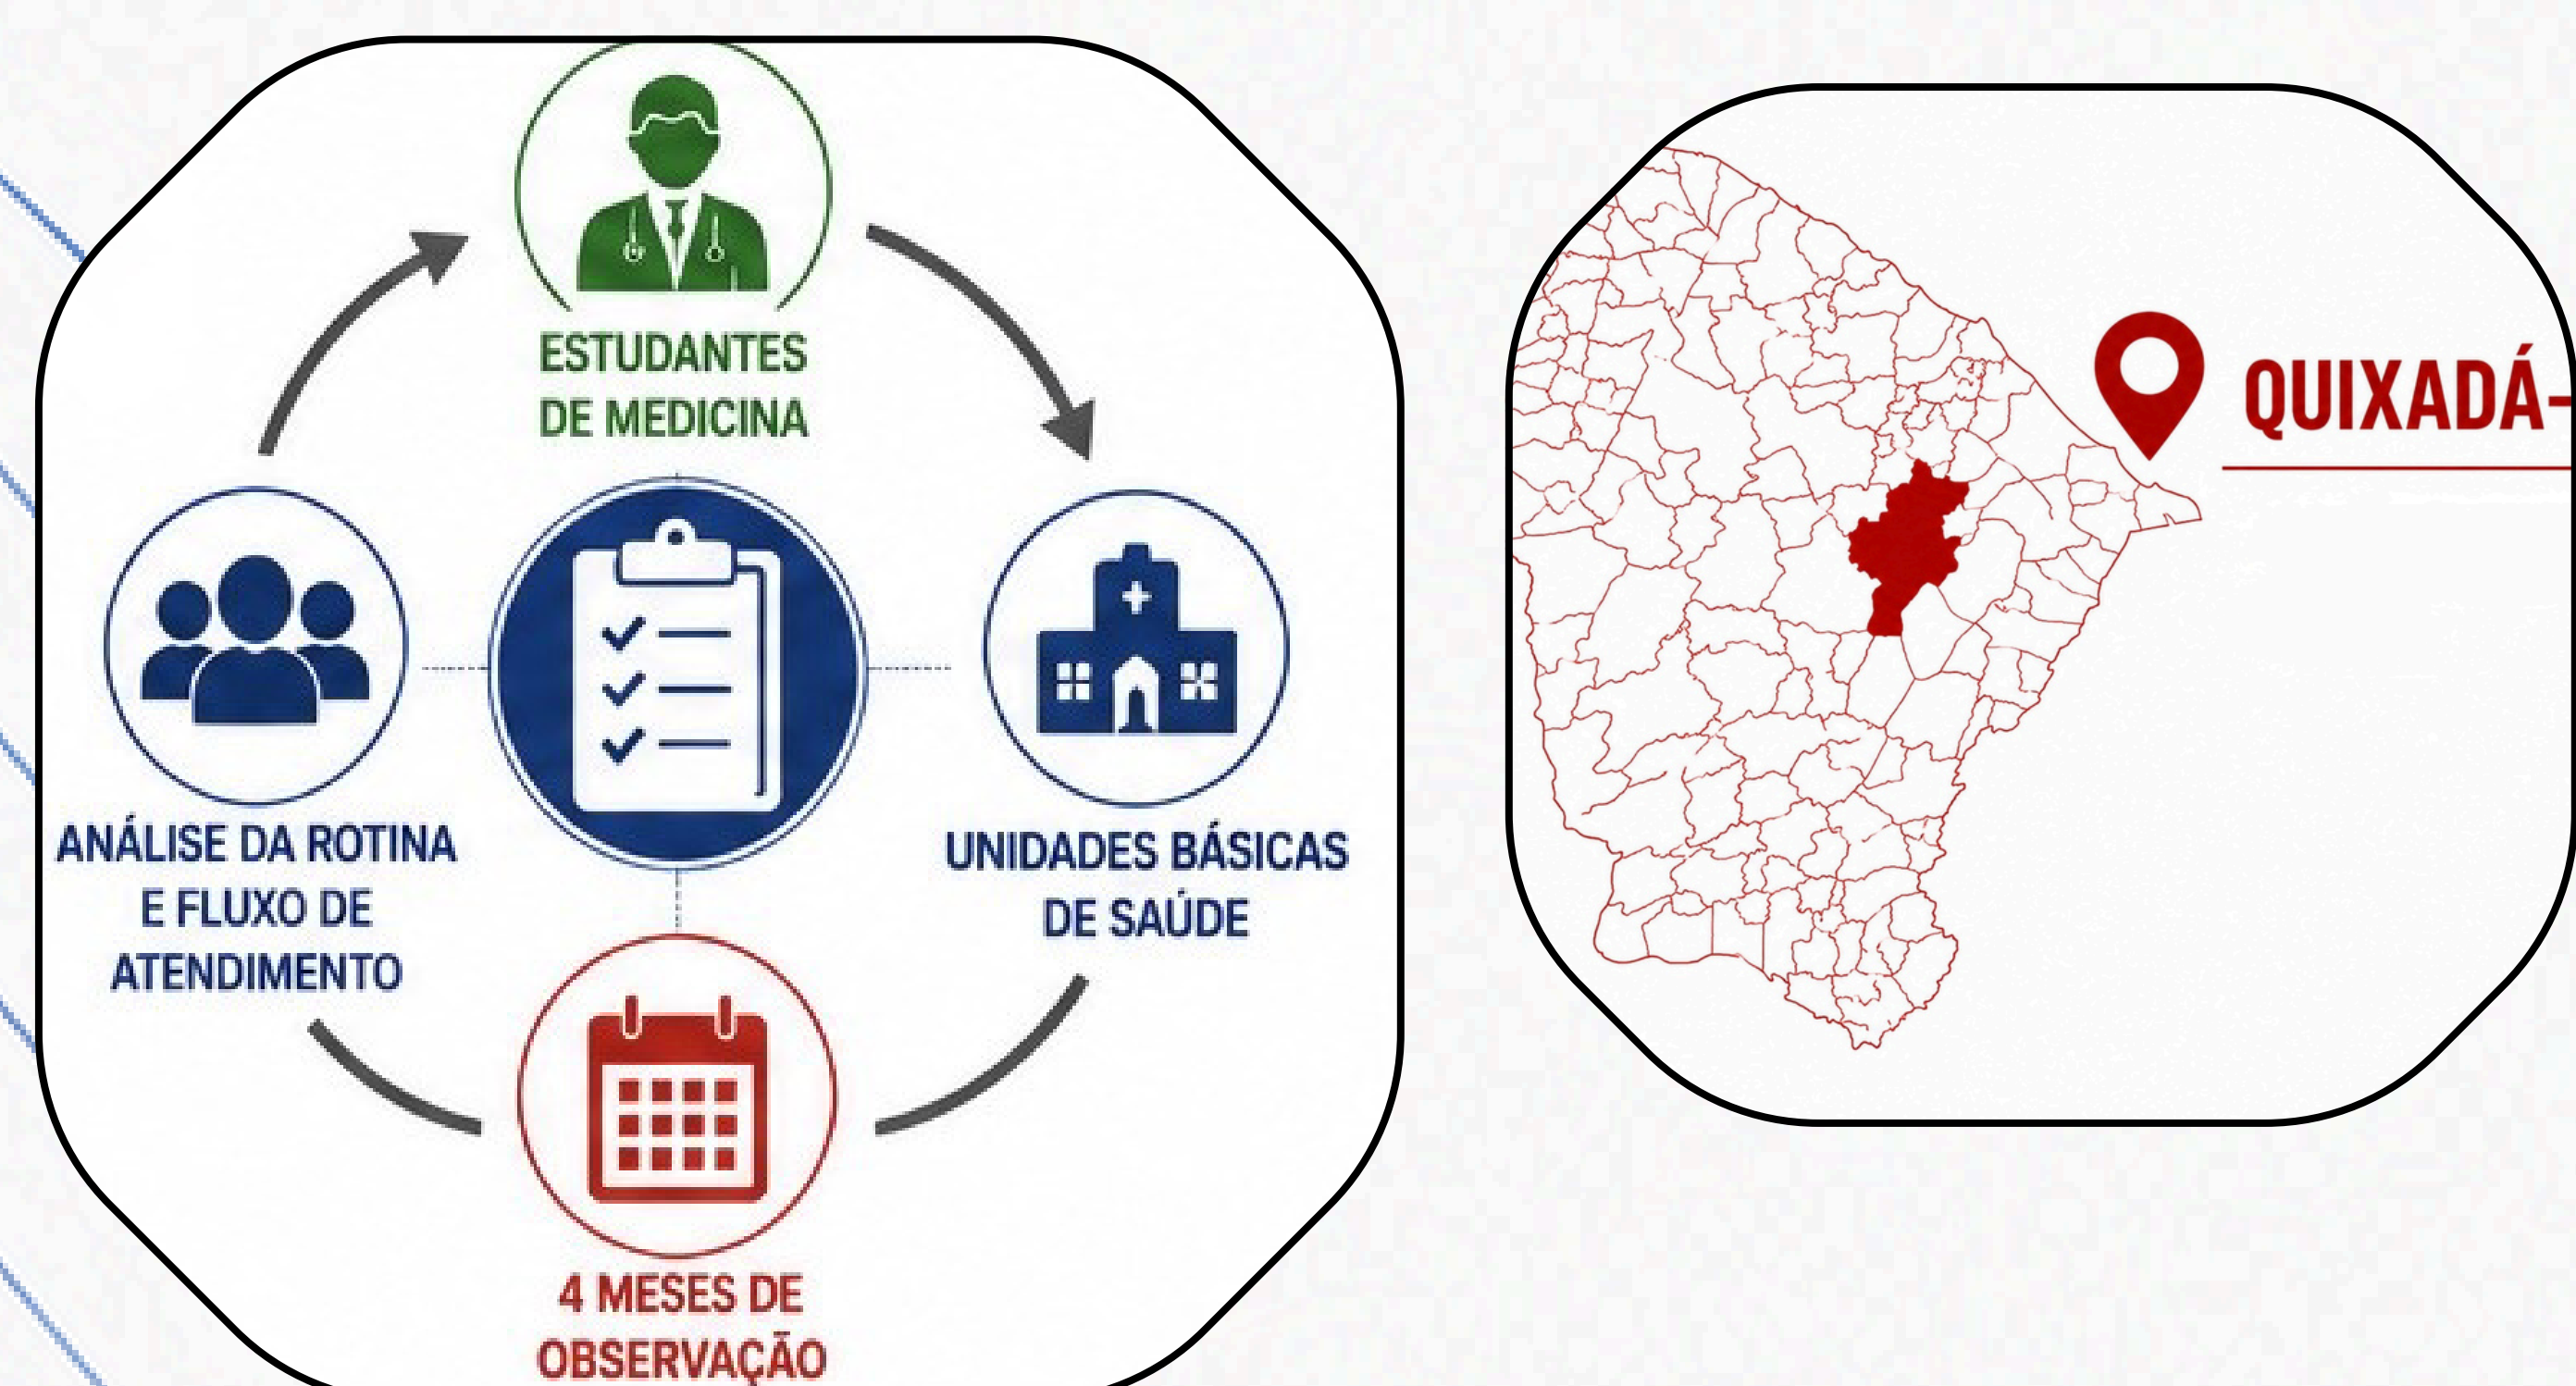 ESTUDANTES
DE MEDICINA
ANÁLISE DA ROTINA
E FLUXO DE
ATENDIMENTO
UNIDADES BÁSICAS
DE SAÚDE
4 MESES DE
OBSERVAÇÃO
QUIXADÁ-